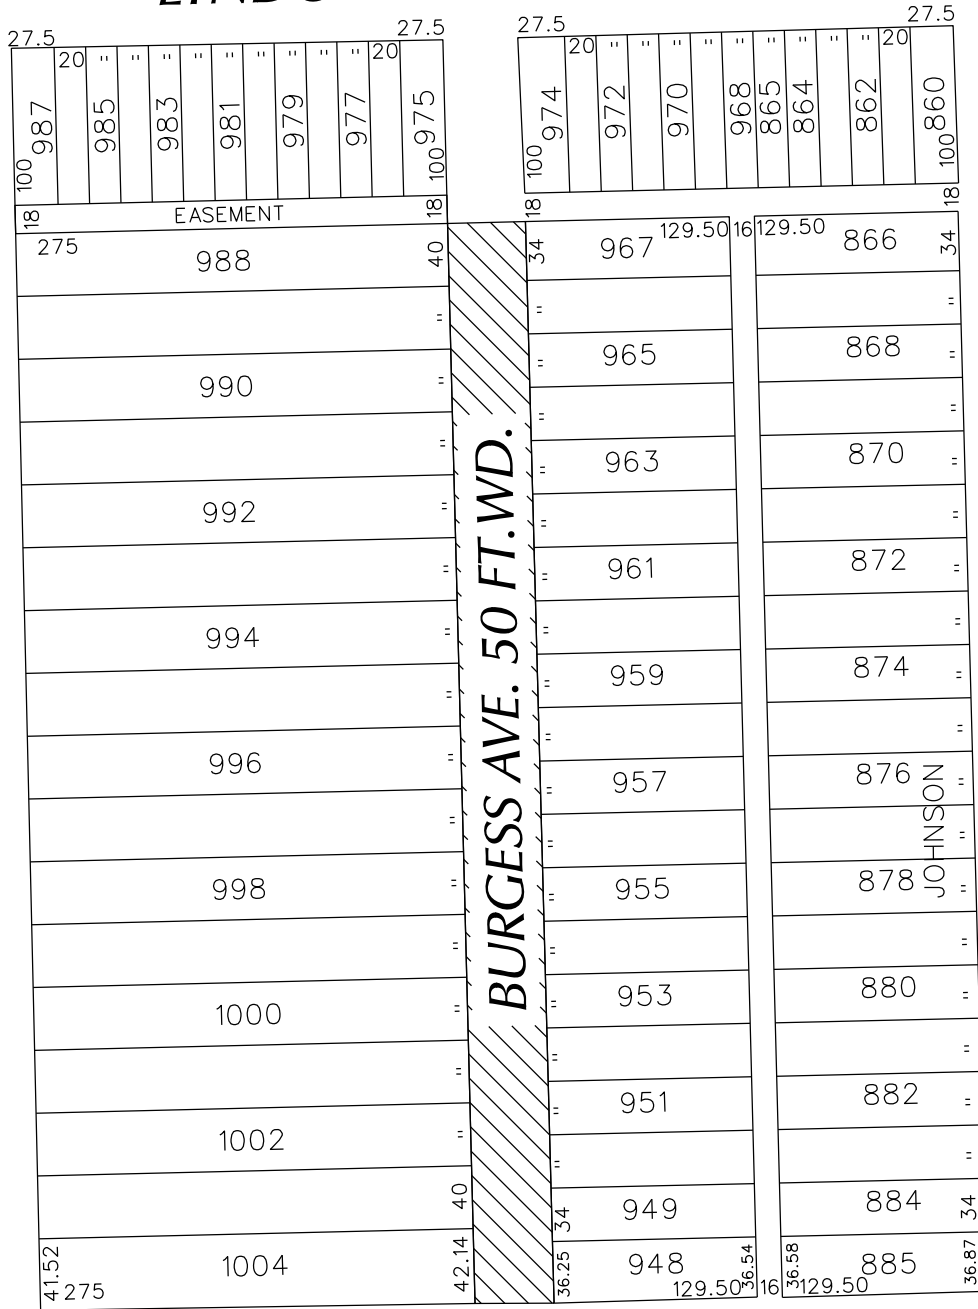 27.5 27.5 27.5 27.5
20 " " " " " " " " " 20
20 " " " " " " " " " 20
987 985 983 981 979 977 975
974 972 970 968 865 864 862 860
100 100 100 100
18 EASEMENT 18 18 18
275 988 40
=
990 =
=
992 =
=
994 =
=
996 =
=
998 =
=
1000 =
=
1002 =
40
41.52 1004 42.14
275
BURGESS AVE. 50 FT.WD.
34 967 129.50 16 129.50 866 34
= =
= 965 868 =
= =
= 963 870 =
= =
= 961 872 =
= =
= 959 874 =
= =
= 957 876 =
= =
JOHNSON
= 955 878 =
= =
= 953 880 =
= =
= 951 882 =
= =
34 949 884 34
36.25 948 36.54 36.58 885 36.87
129.50 16 129.50